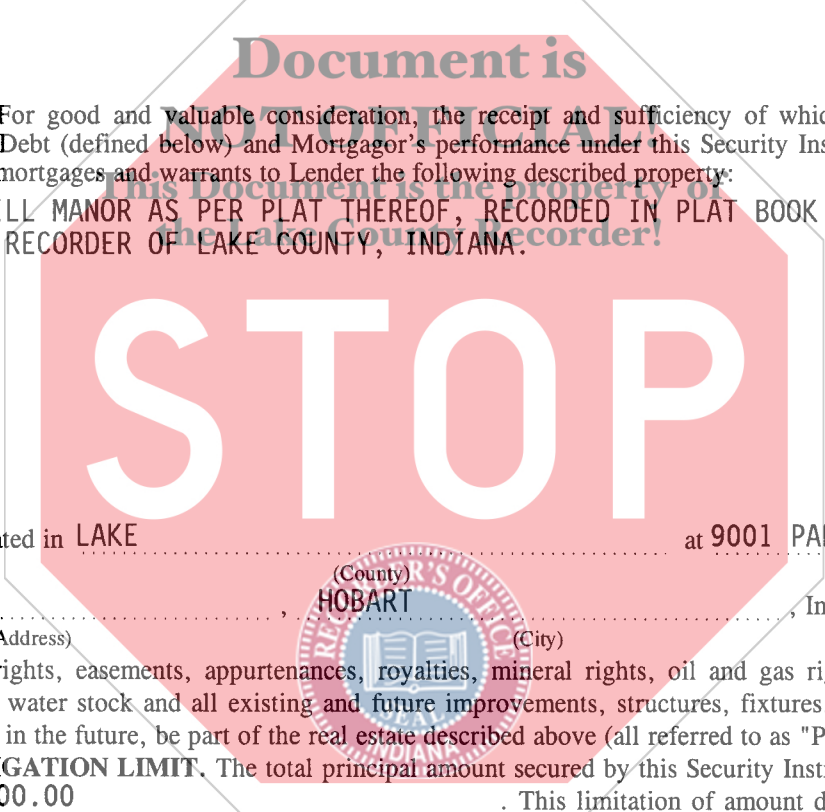 Document is
NOT OFFICIAL!
This Document is the property of
the Lake County Recorder!
STOP
For good and valuable consideration, the receipt and sufficiency of whic
Debt (defined below) and Mortgagor's performance under this Security Ins
mortgages and warrants to Lender the following described property:
ILL MANOR AS PER PLAT THEREOF, RECORDED IN PLAT BOOK
RECORDER OF LAKE COUNTY, INDIANA.
ted in LAKE at 9001 PA
(County)
, HOBART , In
Address) (City)
rights, easements, appurtenances, royalties, mineral rights, oil and gas ri
water stock and all existing and future improvements, structures, fixtures
in the future, be part of the real estate described above (all referred to as "P
GATION LIMIT. The total principal amount secured by this Security Inst
00.00 . This limitation of amount d
RECORDER'S OFFICE
SEAL
INDIANA